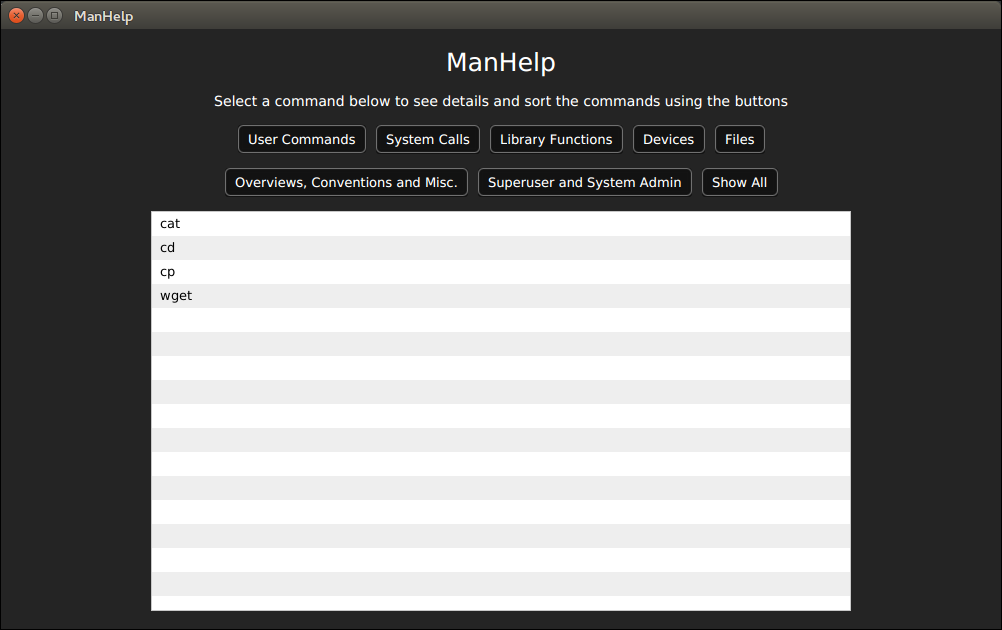 ManHelp
ManHelp
Select a command below to see details and sort the commands using the buttons
User Commands System Calls Library Functions Devices Files
Overviews, Conventions and Misc. Superuser and System Admin Show All
cat
cd
cp
wget